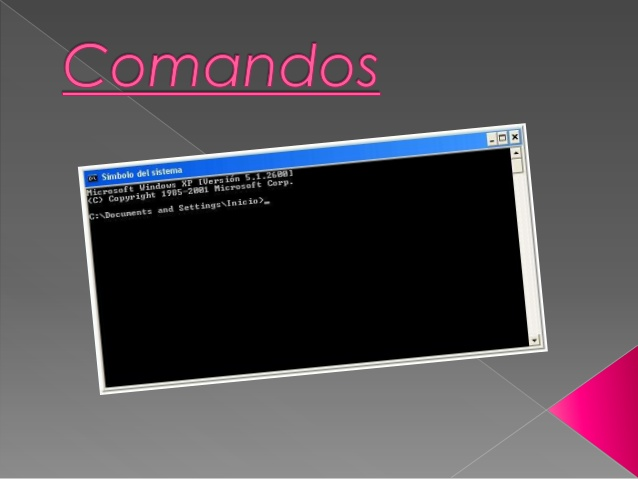 Comandos
Símbolo del sistema
Microsoft Windows XP [Versión 5.1.2600]
(C) Copyright 1985-2001 Microsoft Corp.
C:\Documents and Settings\Inicio>_